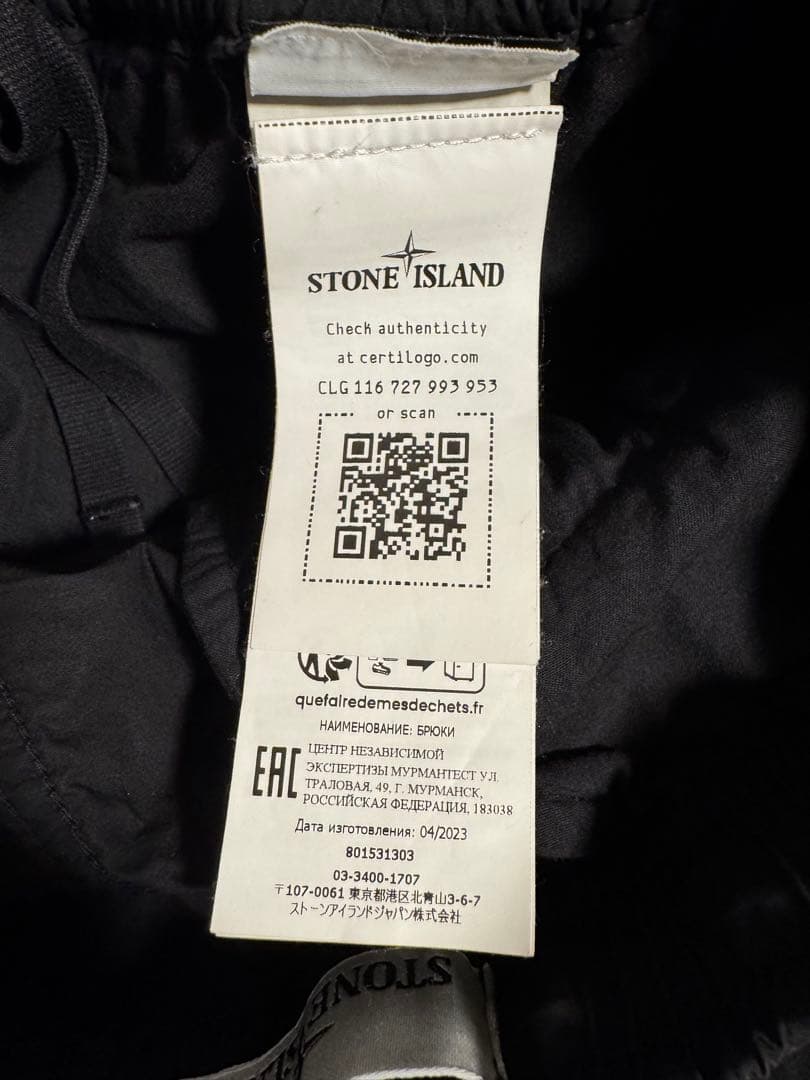 STONE ISLAND
Check authenticity
at certilogo.com
CLG 116 727 993 953
or scan
quefairedemesdechets.fr
НАИМЕНОВАНИЕ: БРЮКИ
EAC
ЦЕНТР НЕЗАВИСИМОЙ
ЭКСПЕРТИЗЫ МУРМАНТЕСТ УЛ.
ТРАЛОВАЯ, 49, Г. МУРМАНСК,
РОССИЙСКАЯ ФЕДЕРАЦИЯ, 183038
Дата изготовления: 04/2023
801531303
03-3400-1707
〒107-0061 東京都港区北青山3-6-7
ストーンアイランドジャパン株式会社
STONE